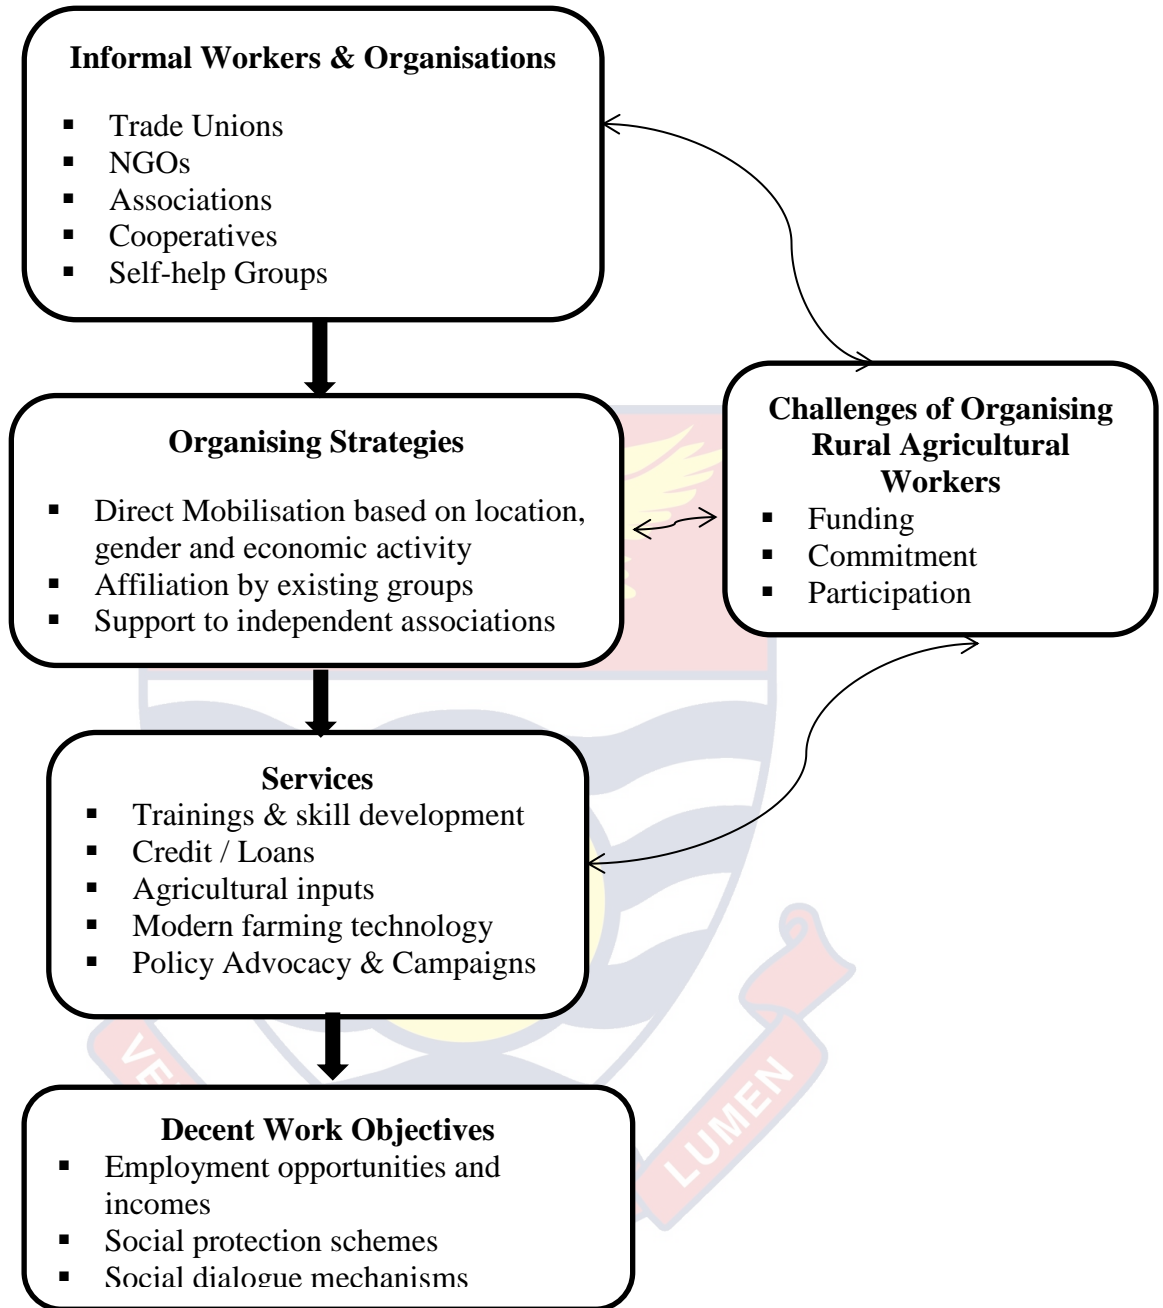 Informal Workers & Organisations
▪ Trade Unions
▪ NGOs
▪ Associations
▪ Cooperatives
▪ Self-help Groups
Organising Strategies
▪ Direct Mobilisation based on location,
gender and economic activity
▪ Affiliation by existing groups
▪ Support to independent associations
Challenges of Organising
Rural Agricultural
Workers
▪ Funding
▪ Commitment
▪ Participation
Services
▪ Trainings & skill development
▪ Credit / Loans
▪ Agricultural inputs
▪ Modern farming technology
▪ Policy Advocacy & Campaigns
Decent Work Objectives
▪ Employment opportunities and
incomes
▪ Social protection schemes
▪ Social dialogue mechanisms
LUMEN